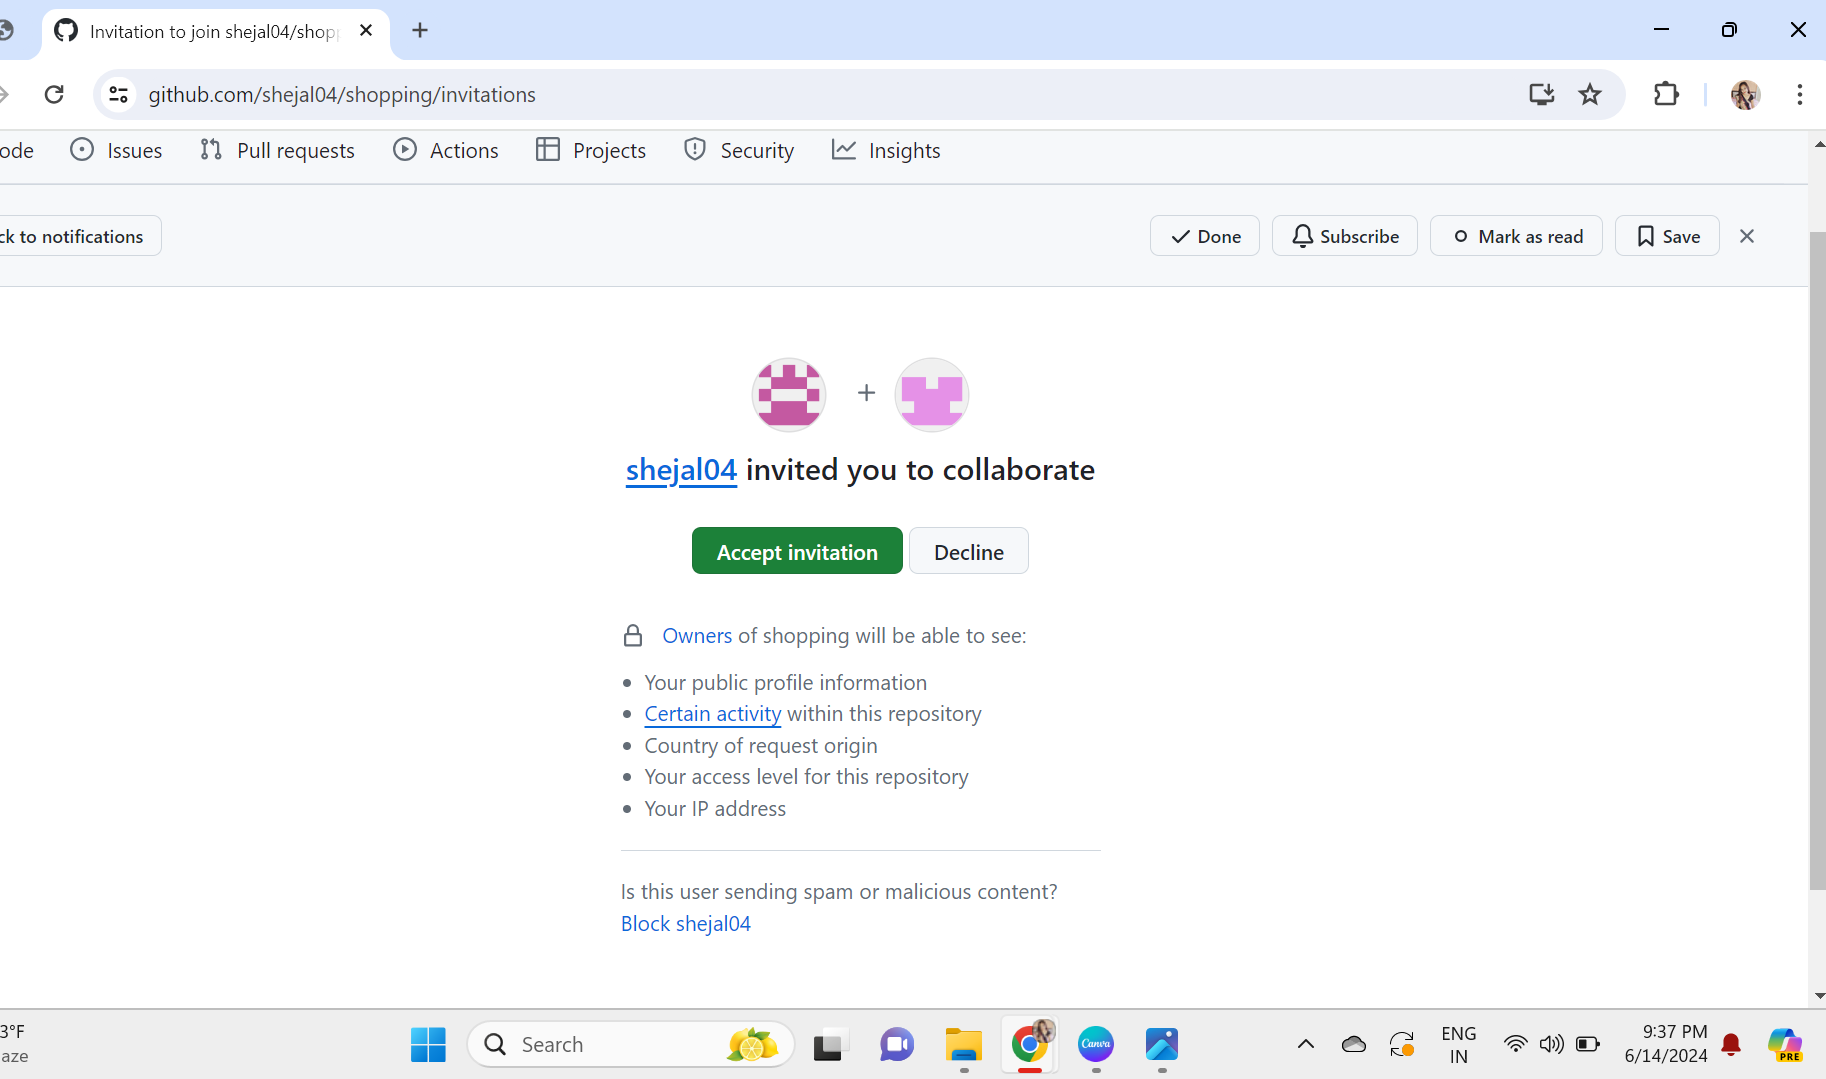 Invitation to join shejal04/shop
github.com/shejal04/shopping/invitations
ode Issues Pull requests Actions Projects Security Insights
ck to notifications Done Subscribe Mark as read Save
shejal04 invited you to collaborate
Accept invitation Decline
Owners of shopping will be able to see:
Your public profile information
Certain activity within this repository
Country of request origin
Your access level for this repository
Your IP address
Is this user sending spam or malicious content?
Block shejal04
3°F
aze
Search
Canva
ENG
IN
9:37 PM
6/14/2024
PRE